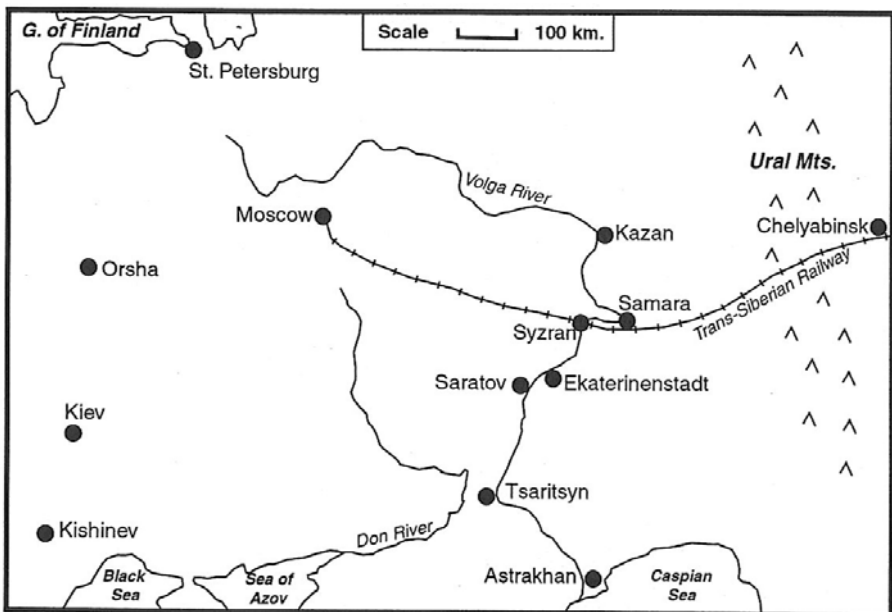 G. of Finland
Scale 100 km.
St. Petersburg
Ural Mts.
Volga River
Moscow
Kazan
Chelyabinsk
Orsha
Samara
Trans-Siberian Railway
Syzran
Saratov
Ekaterinenstadt
Kiev
Tsaritsyn
Kishinev
Don River
Black
Sea
Sea of
Azov
Astrakhan
Caspian
Sea